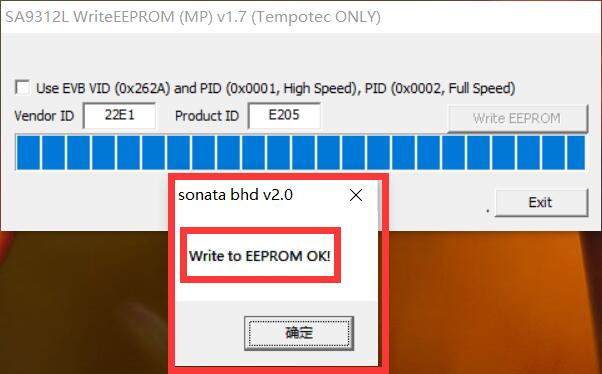 SA9312L WriteEEPROM (MP) v1.7 (Tempotec ONLY)
Use EVB VID (0x262A) and PID (0x0001, High Speed), PID (0x0002, Full Speed)
Vendor ID 22E1 Product ID E205 Write EEPROM
sonata bhd v2.0
. Exit
Write to EEPROM OK!
确定